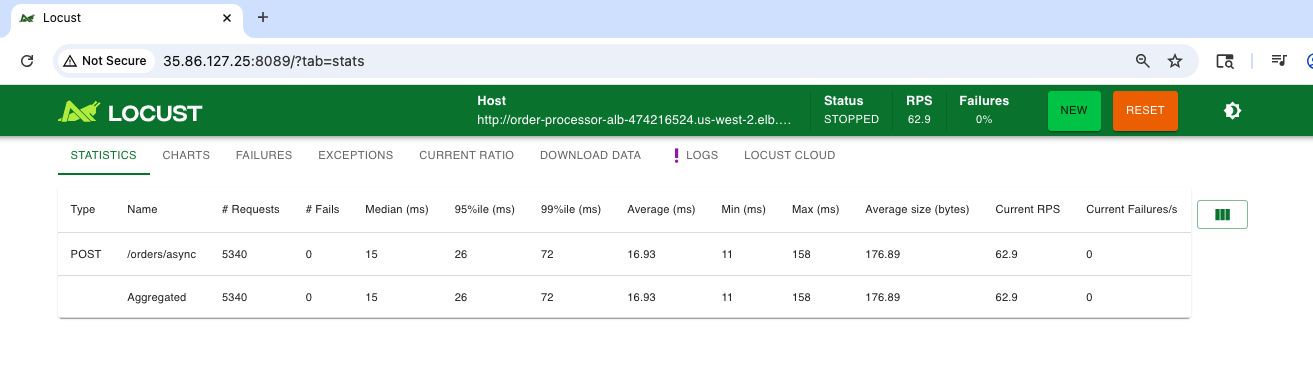 Locust
Not Secure 35.86.127.25:8089/?tab=stats
LOCUST
Host
http://order-processor-alb-474216524.us-west-2.elb....
Status
STOPPED
RPS
62.9
Failures
0%
NEW
RESET
STATISTICS CHARTS FAILURES EXCEPTIONS CURRENT RATIO DOWNLOAD DATA LOGS LOCUST CLOUD
Type Name # Requests # Fails Median (ms) 95%ile (ms) 99%ile (ms) Average (ms) Min (ms) Max (ms) Average size (bytes) Current RPS Current Failures/s
POST /orders/async 5340 0 15 26 72 16.93 11 158 176.89 62.9 0
Aggregated 5340 0 15 26 72 16.93 11 158 176.89 62.9 0